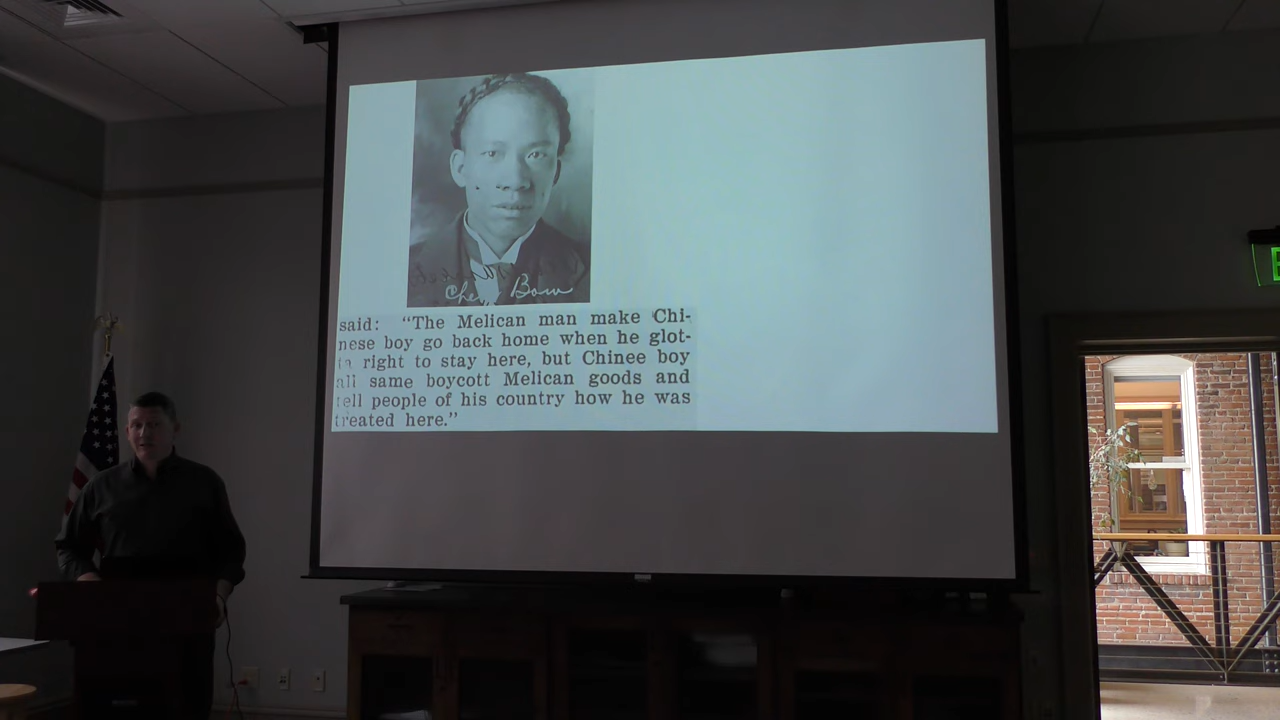 Bow
said: "The Melican man make Chi-
nese boy go back home when he glot-
right to stay here, but Chinee boy
all same boycott Melican goods and
tell people of his country how he was
treated here."
E